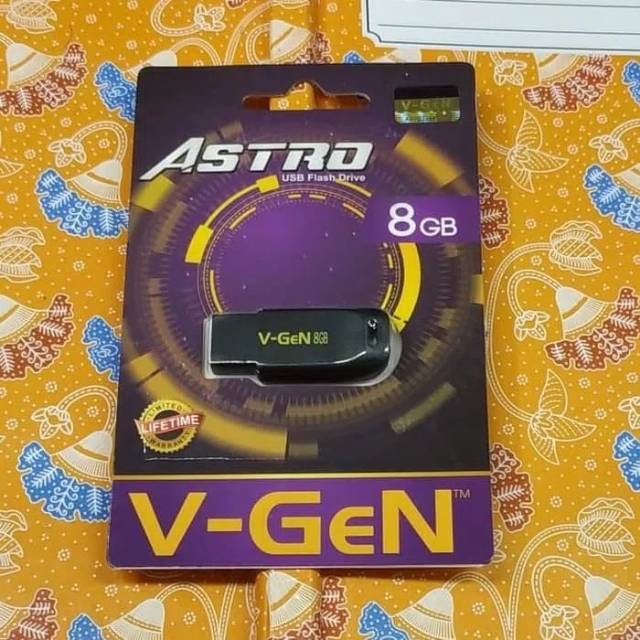 V-GeN
ASTRO
USB Flash Drive
8GB
V-GeN 8GB
LIMITED
LIFETIME
WARRANTY
V-GeN™